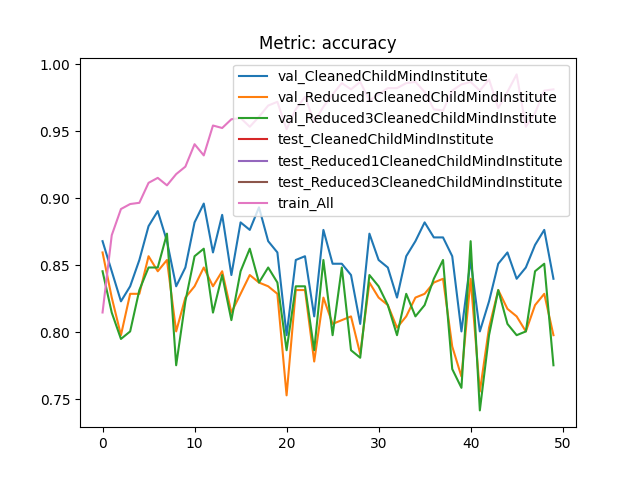 Metric: accuracy
1.00
0.95
0.90
0.85
0.80
0.75
val_CleanedChildMindInstitute
val_Reduced1CleanedChildMindInstitute
val_Reduced3CleanedChildMindInstitute
test_CleanedChildMindInstitute
test_Reduced1CleanedChildMindInstitute
test_Reduced3CleanedChildMindInstitute
train_All
0 10 20 30 40 50